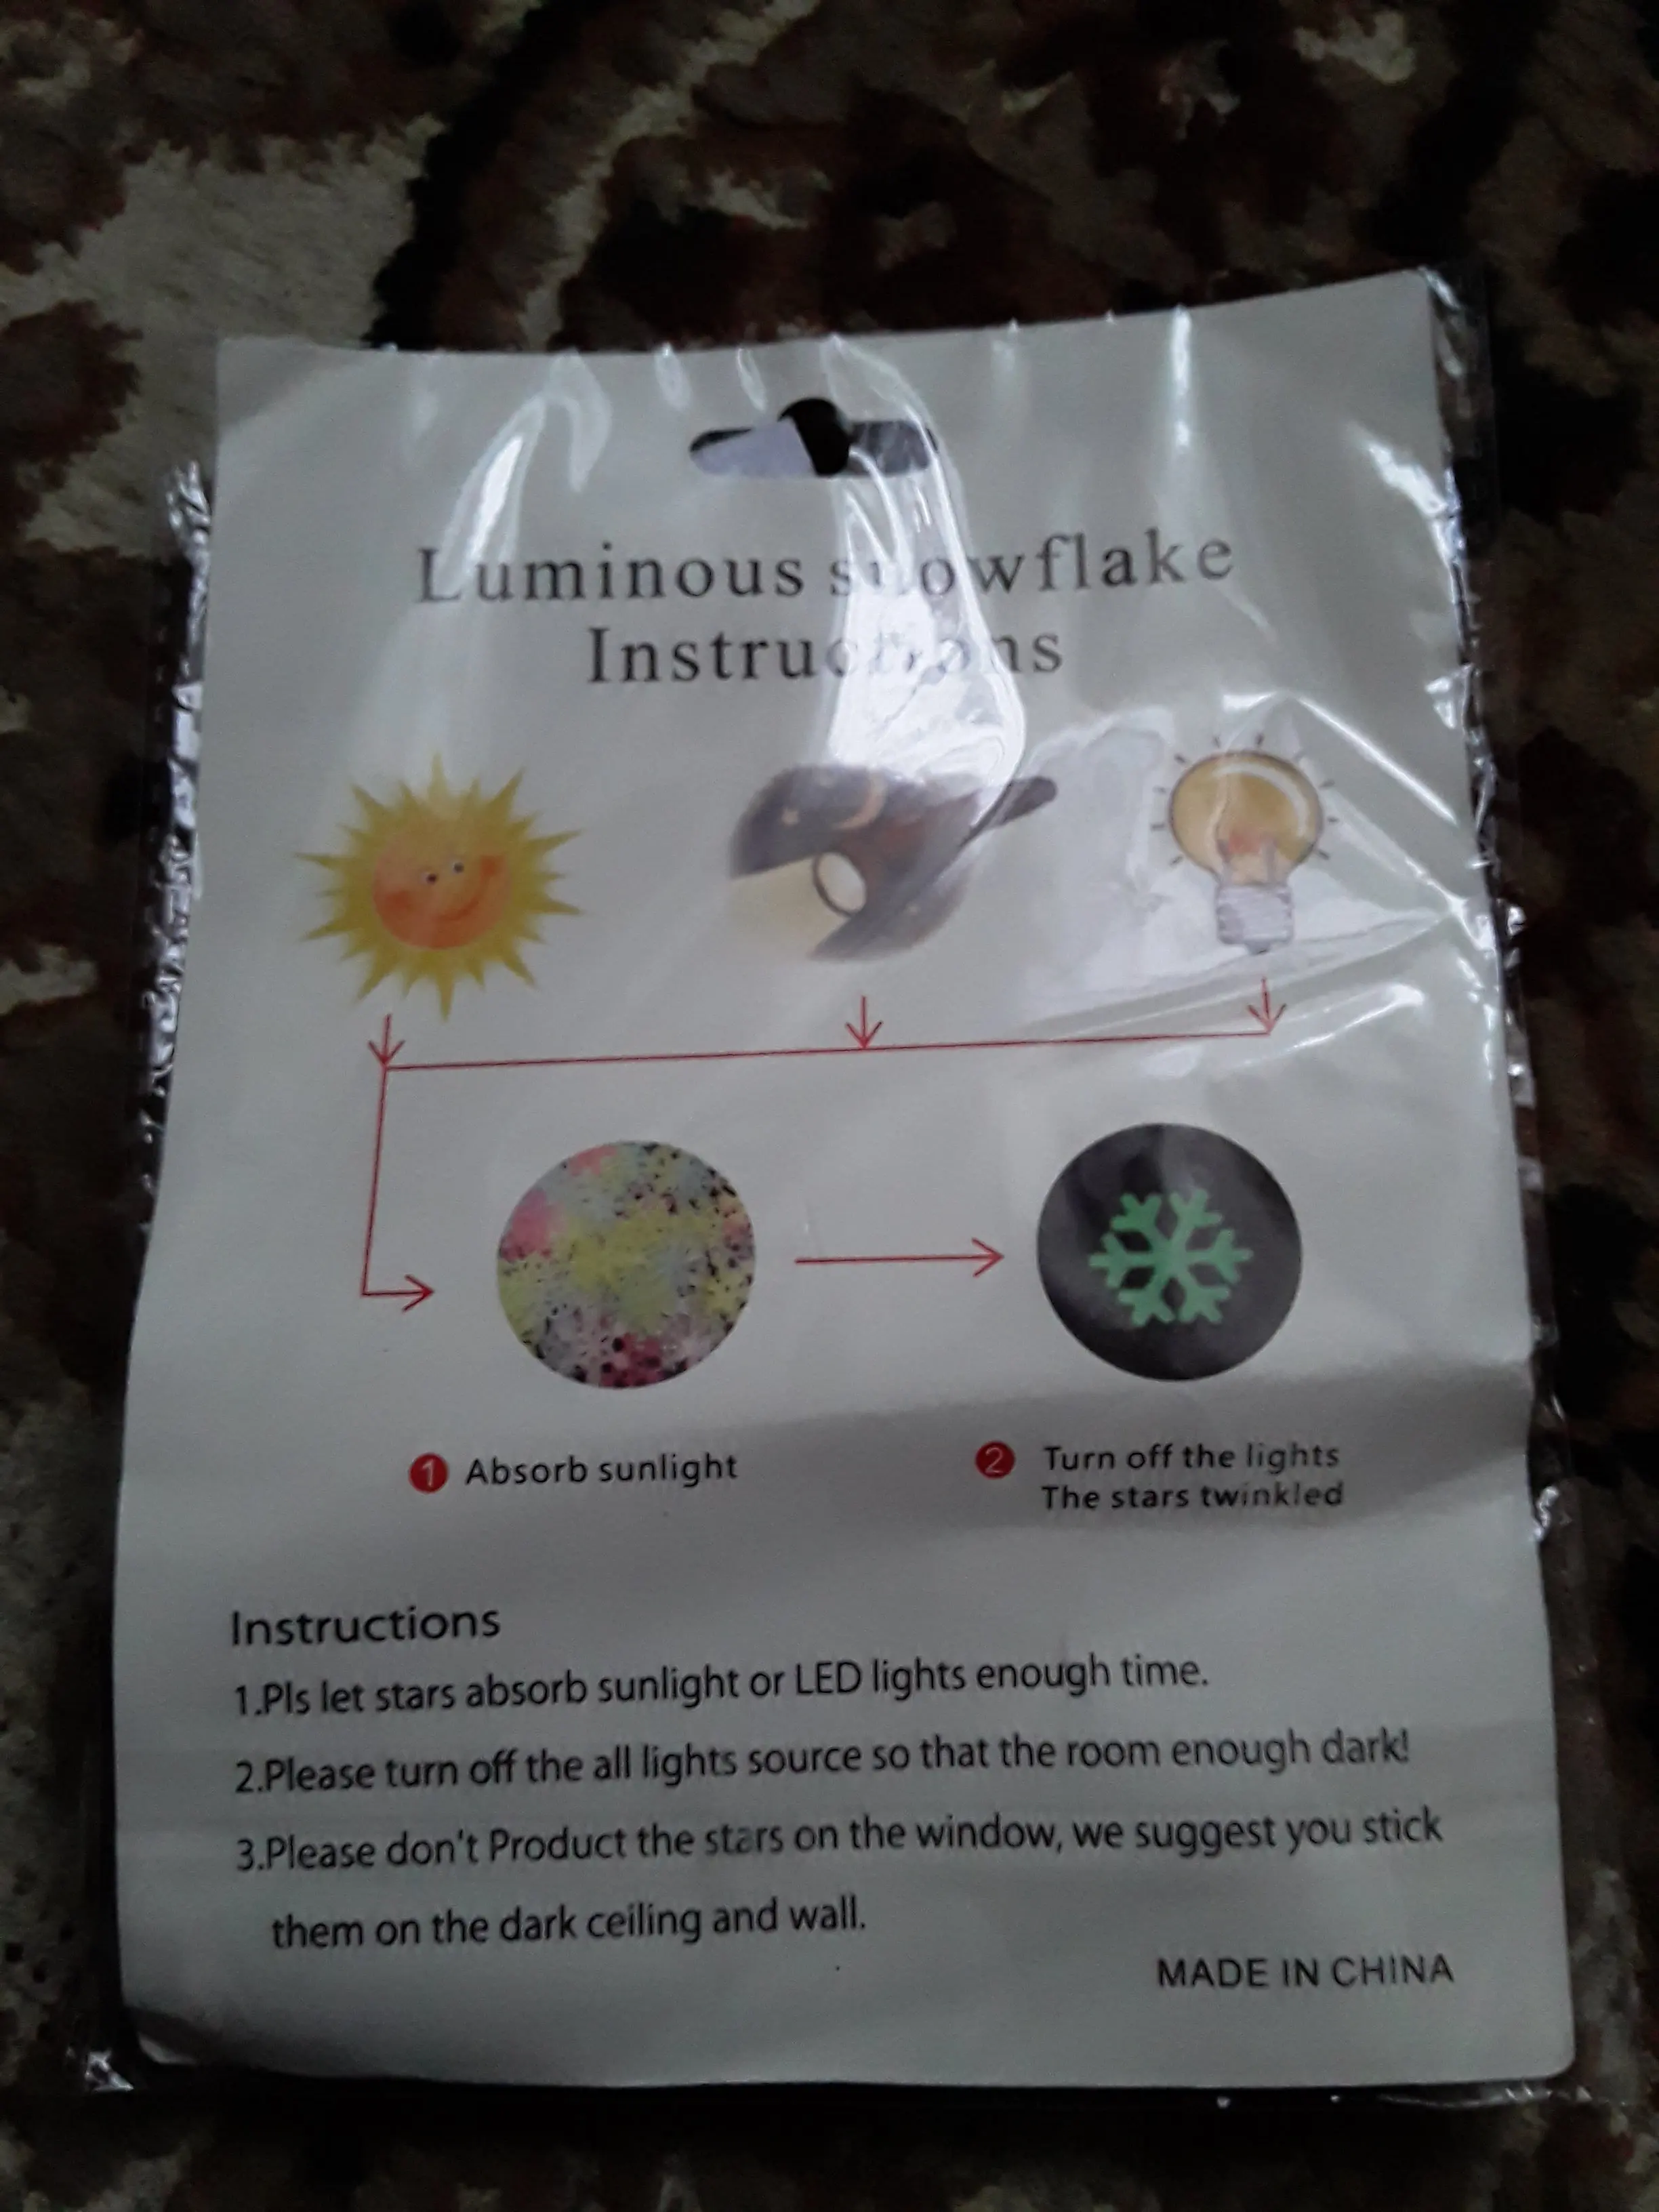 Luminous snowflake
Instructions
1 Absorb sunlight
2 Turn off the lights
The stars twinkled
Instructions
1.Pls let stars absorb sunlight or LED lights enough time.
2.Please turn off the all lights source so that the room enough dark!
3.Please don't Product the stars on the window, we suggest you stick
them on the dark ceiling and wall.
MADE IN CHINA